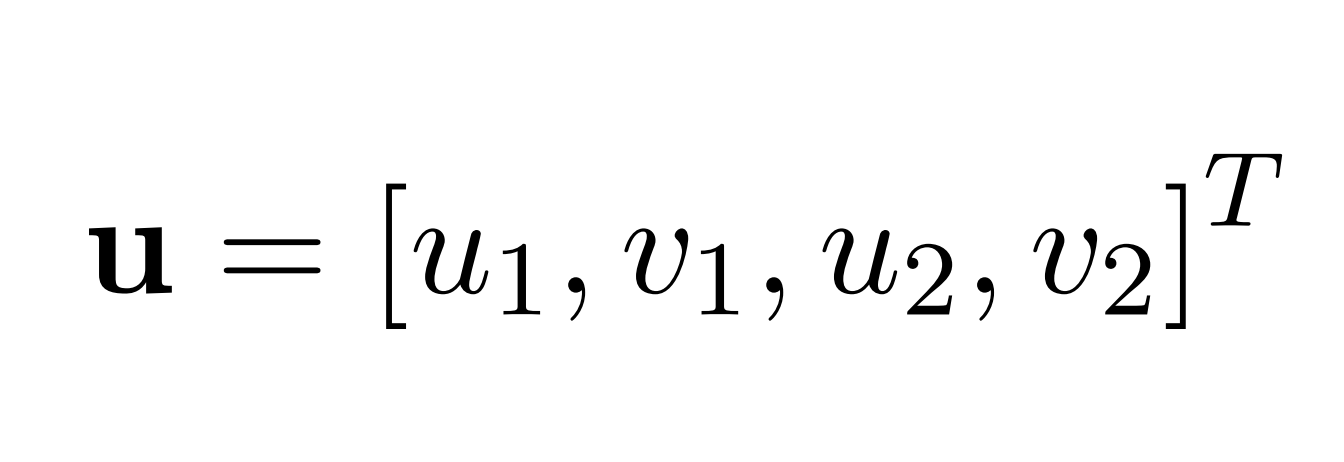 𝐮 = [u₁, v₁, u₂, v₂]ᵀ